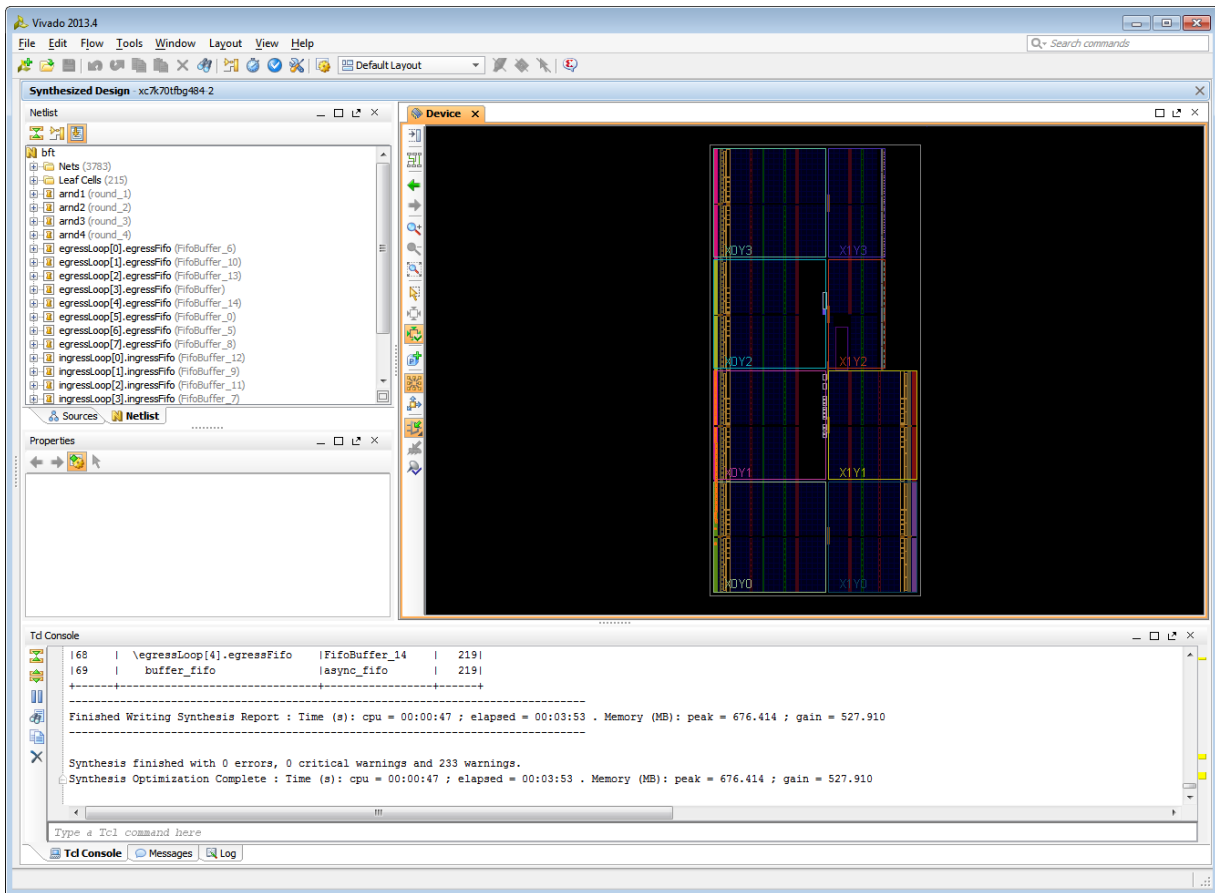 Vivado 2013.4
File Edit Flow Tools Window Layout View Help
Search commands
Default Layout
Synthesized Design - xc7k70tfbg484-2
Netlist
bft
Nets (3783)
Leaf Cells (215)
arnd1 (round_1)
arnd2 (round_2)
arnd3 (round_3)
arnd4 (round_4)
egressLoop[0].egressFifo (FifoBuffer_6)
egressLoop[1].egressFifo (FifoBuffer_10)
egressLoop[2].egressFifo (FifoBuffer_13)
egressLoop[3].egressFifo (FifoBuffer)
egressLoop[4].egressFifo (FifoBuffer_14)
egressLoop[5].egressFifo (FifoBuffer_0)
egressLoop[6].egressFifo (FifoBuffer_5)
egressLoop[7].egressFifo (FifoBuffer_8)
ingressLoop[0].ingressFifo (FifoBuffer_12)
ingressLoop[1].ingressFifo (FifoBuffer_9)
ingressLoop[2].ingressFifo (FifoBuffer_11)
ingressLoop[3].ingressFifo (FifoBuffer_7)
Sources Netlist
Properties
Device
X0Y3 X1Y3
X0Y2 X1Y2
X0Y1 X1Y1
X0Y0 X1Y0
Tcl Console
|68 | \egressLoop[4].egressFifo |FifoBuffer_14 | 219|
|69 | buffer_fifo |async_fifo | 219|
+------+-------------------------------+-----------------+------+
---------------------------------------------------------------------------------
Finished Writing Synthesis Report : Time (s): cpu = 00:00:47 ; elapsed = 00:03:53 . Memory (MB): peak = 676.414 ; gain = 527.910
---------------------------------------------------------------------------------
Synthesis finished with 0 errors, 0 critical warnings and 233 warnings.
Synthesis Optimization Complete : Time (s): cpu = 00:00:47 ; elapsed = 00:03:53 . Memory (MB): peak = 676.414 ; gain = 527.910
Type a Tcl command here
Tcl Console Messages Log